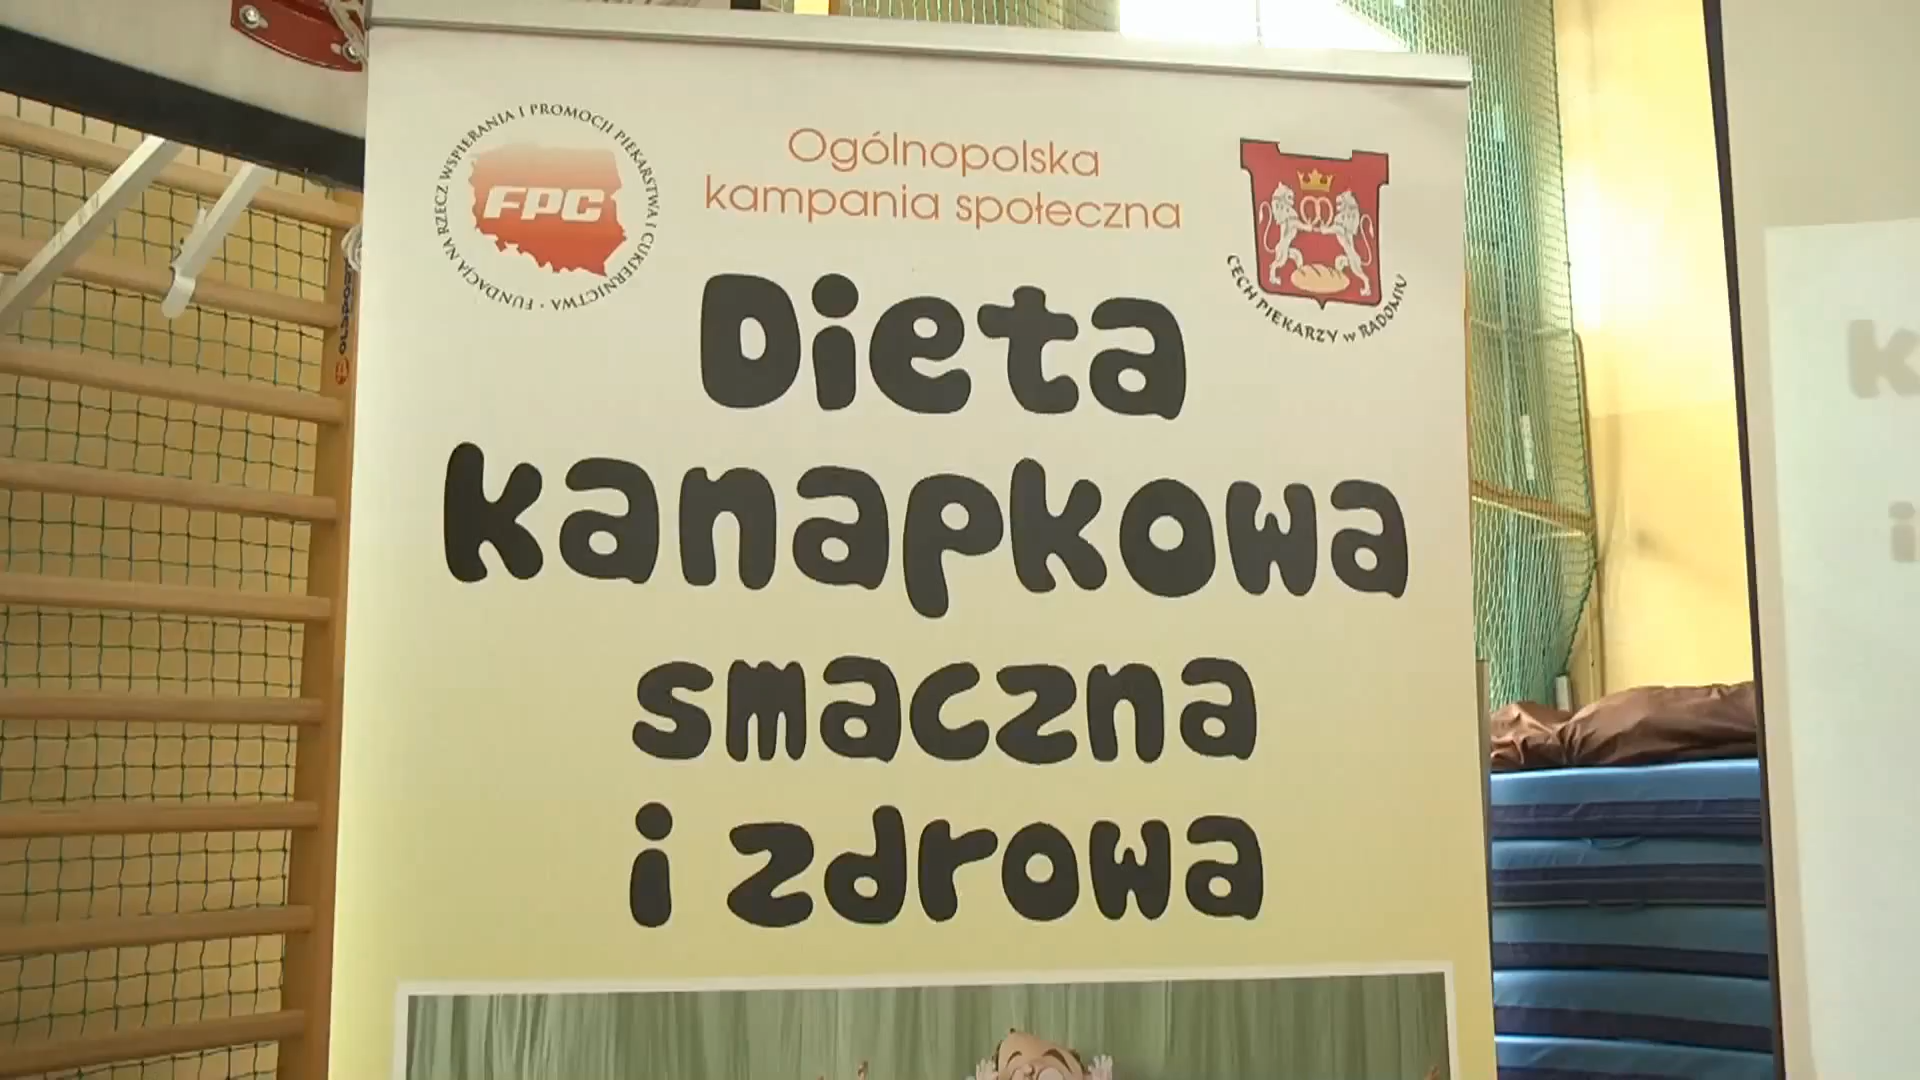 FUNDACJA NA RZECZ WSPIERANIA I PROMOCJI PIEKARSTWA I CUKIERNICTWA
FPC
Ogólnopolska
kampania społeczna
CECH PIEKARZY w RADOMIU
Dieta
kanapkowa
smaczna
i zdrowa